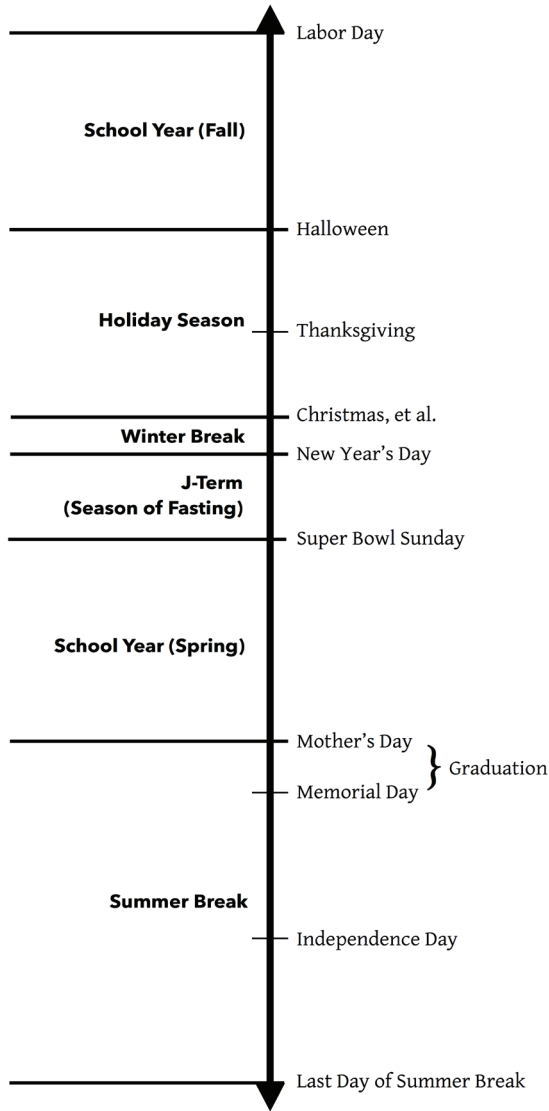 Labor Day
School Year (Fall)
Halloween
Holiday Season
Thanksgiving
Christmas, et al.
Winter Break
New Year’s Day
J-Term
(Season of Fasting)
Super Bowl Sunday
School Year (Spring)
Mother’s Day
} Graduation
Memorial Day
Summer Break
Independence Day
Last Day of Summer Break